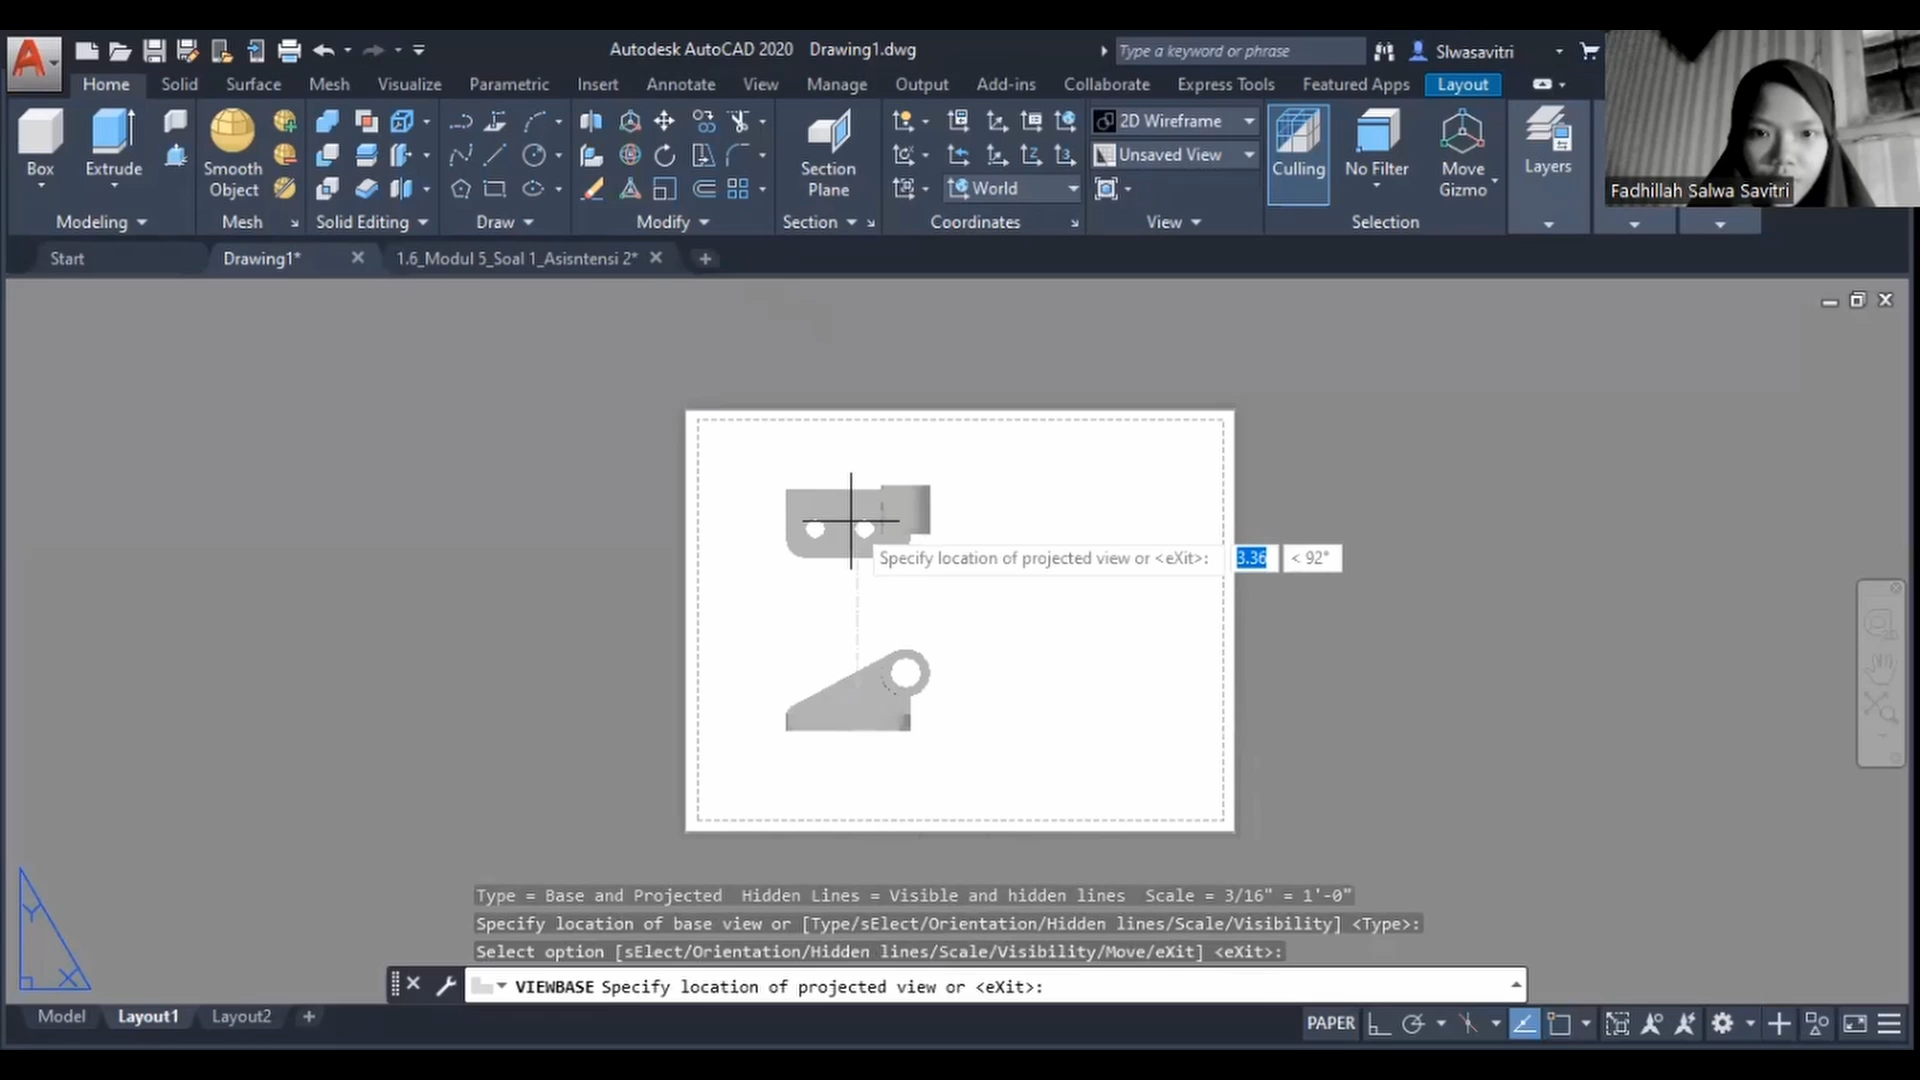 Autodesk AutoCAD 2020 Drawing1.dwg
Type a keyword or phrase
Slwasavitri
Home Solid Surface Mesh Visualize Parametric Insert Annotate View Manage Output Add-ins Collaborate Express Tools Featured Apps Layout
Box
Extrude
Smooth Object
Section Plane
World
2D Wireframe
Unsaved View
Culling
No Filter
Move Gizmo
Layers
Fadhillah Salwa Savitri
Modeling Mesh Solid Editing Draw Modify Section Coordinates View Selection
Start Drawing1* 1.6_Modul 5_Soal 1_Asisntensi 2*
Specify location of projected view or <eXit>: 3.36 < 92°
Type = Base and Projected Hidden Lines = Visible and hidden lines Scale = 3/16" = 1'-0"
Specify location of base view or [Type/sElect/Orientation/Hidden lines/Scale/Visibility] <Type>:
Select option [sElect/Orientation/Hidden lines/Scale/Visibility/Move/eXit] <eXit>:
VIEWBASE Specify location of projected view or <eXit>:
Y
X
Model Layout1 Layout2
PAPER